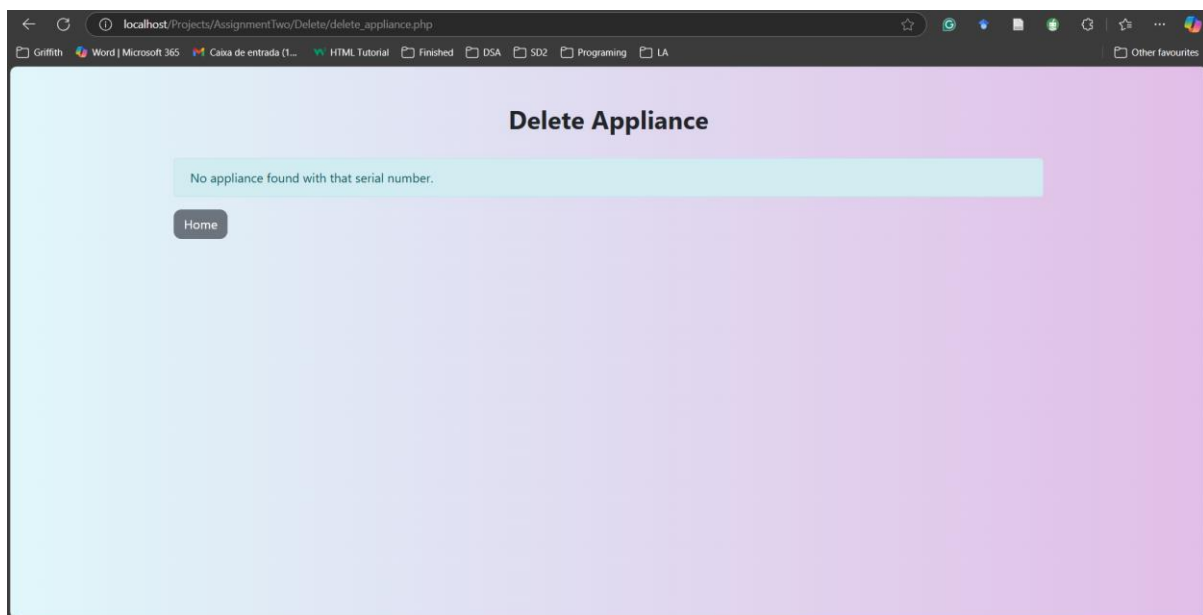 localhost/Projects/AssignmentTwo/Delete/delete_appliance.php
Griffith Word | Microsoft 365 Caixa de entrada (1... HTML Tutorial Finished DSA SD2 Programing LA Other favourites
Delete Appliance
No appliance found with that serial number.
Home